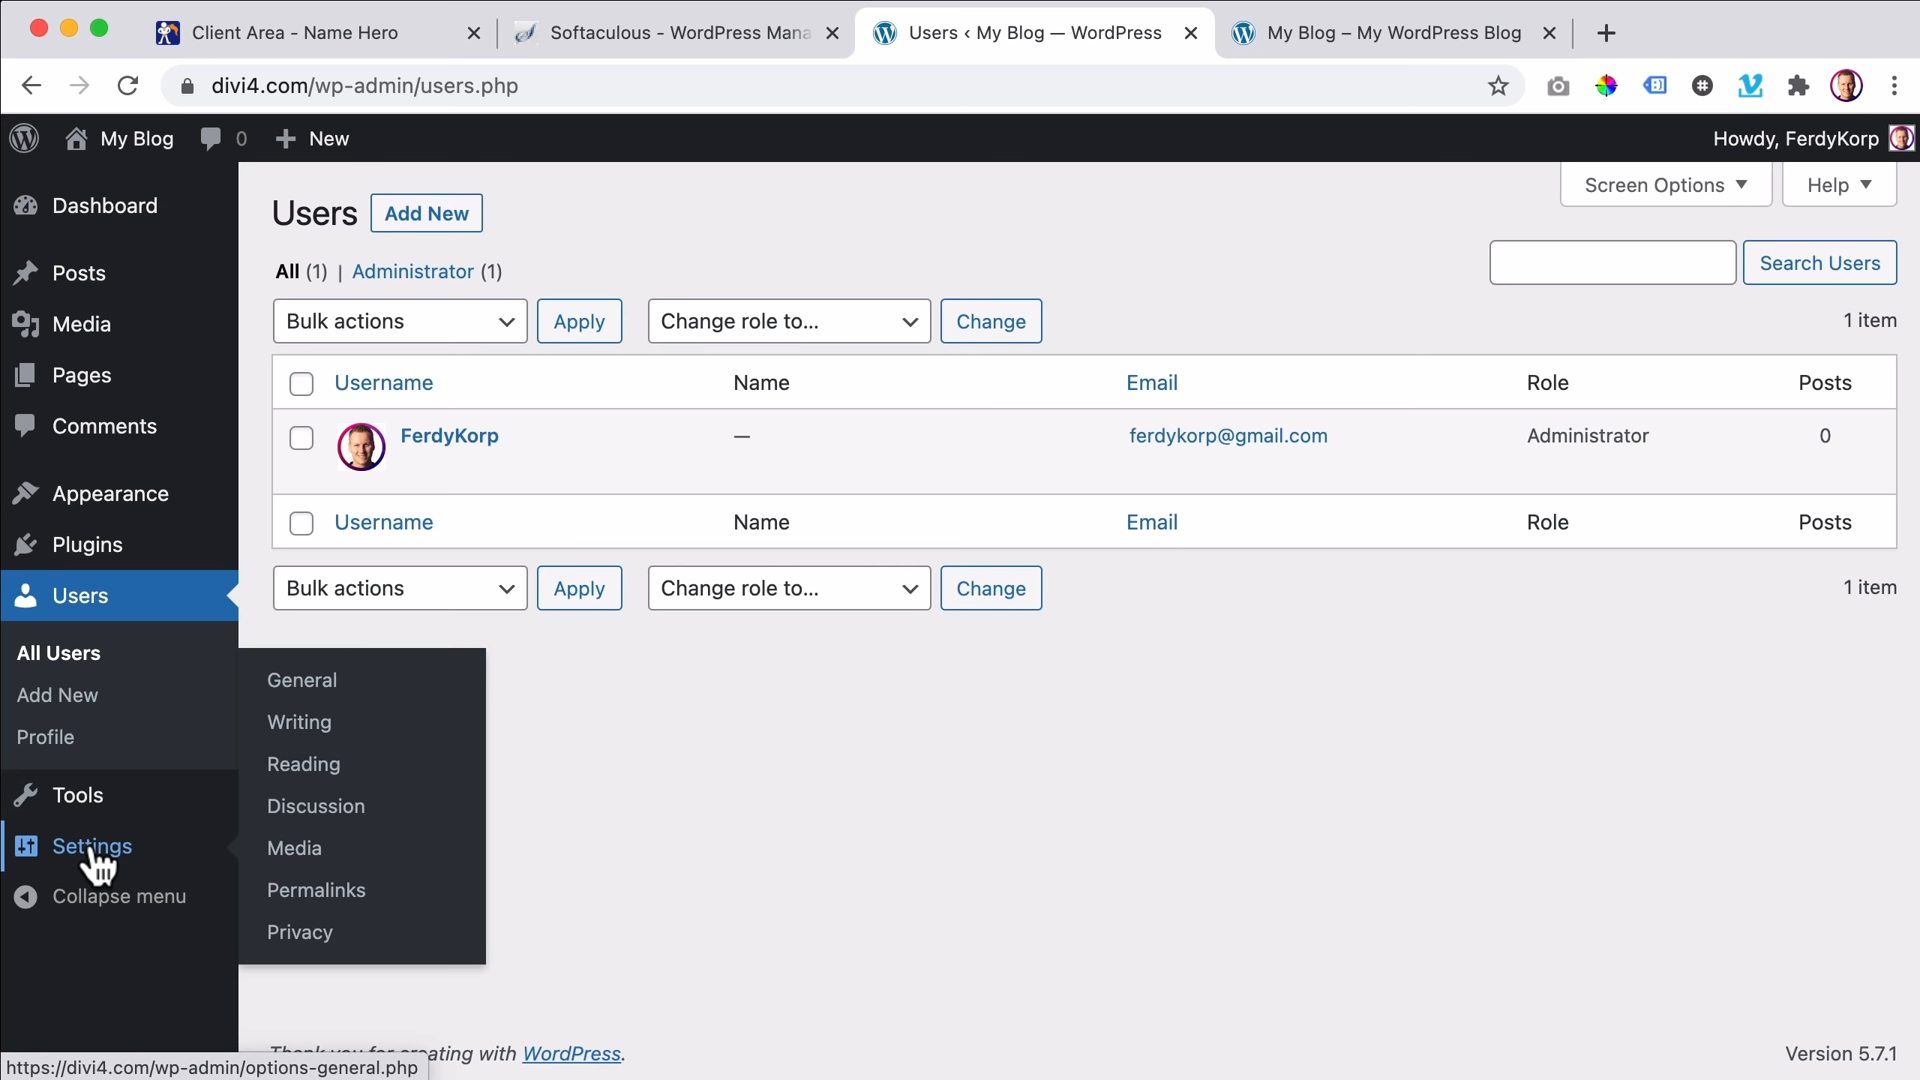 Client Area - Name Hero
Softaculous - WordPress Mana
Users ‹ My Blog — WordPress
My Blog – My WordPress Blog
divi4.com/wp-admin/users.php
My Blog
0
New
Howdy, FerdyKorp
Screen Options
Help
Dashboard
Posts
Media
Pages
Comments
Appearance
Plugins
Users
All Users
Add New
Profile
Tools
Settings
Collapse menu
Users
Add New
All (1) | Administrator (1)
Search Users
Bulk actions
Apply
Change role to...
Change
1 item
Username Name Email Role Posts
FerdyKorp — ferdykorp@gmail.com Administrator 0
Username Name Email Role Posts
Bulk actions
Apply
Change role to...
Change
1 item
General
Writing
Reading
Discussion
Media
Permalinks
Privacy
Thank you for creating with WordPress.
Version 5.7.1
https://divi4.com/wp-admin/options-general.php